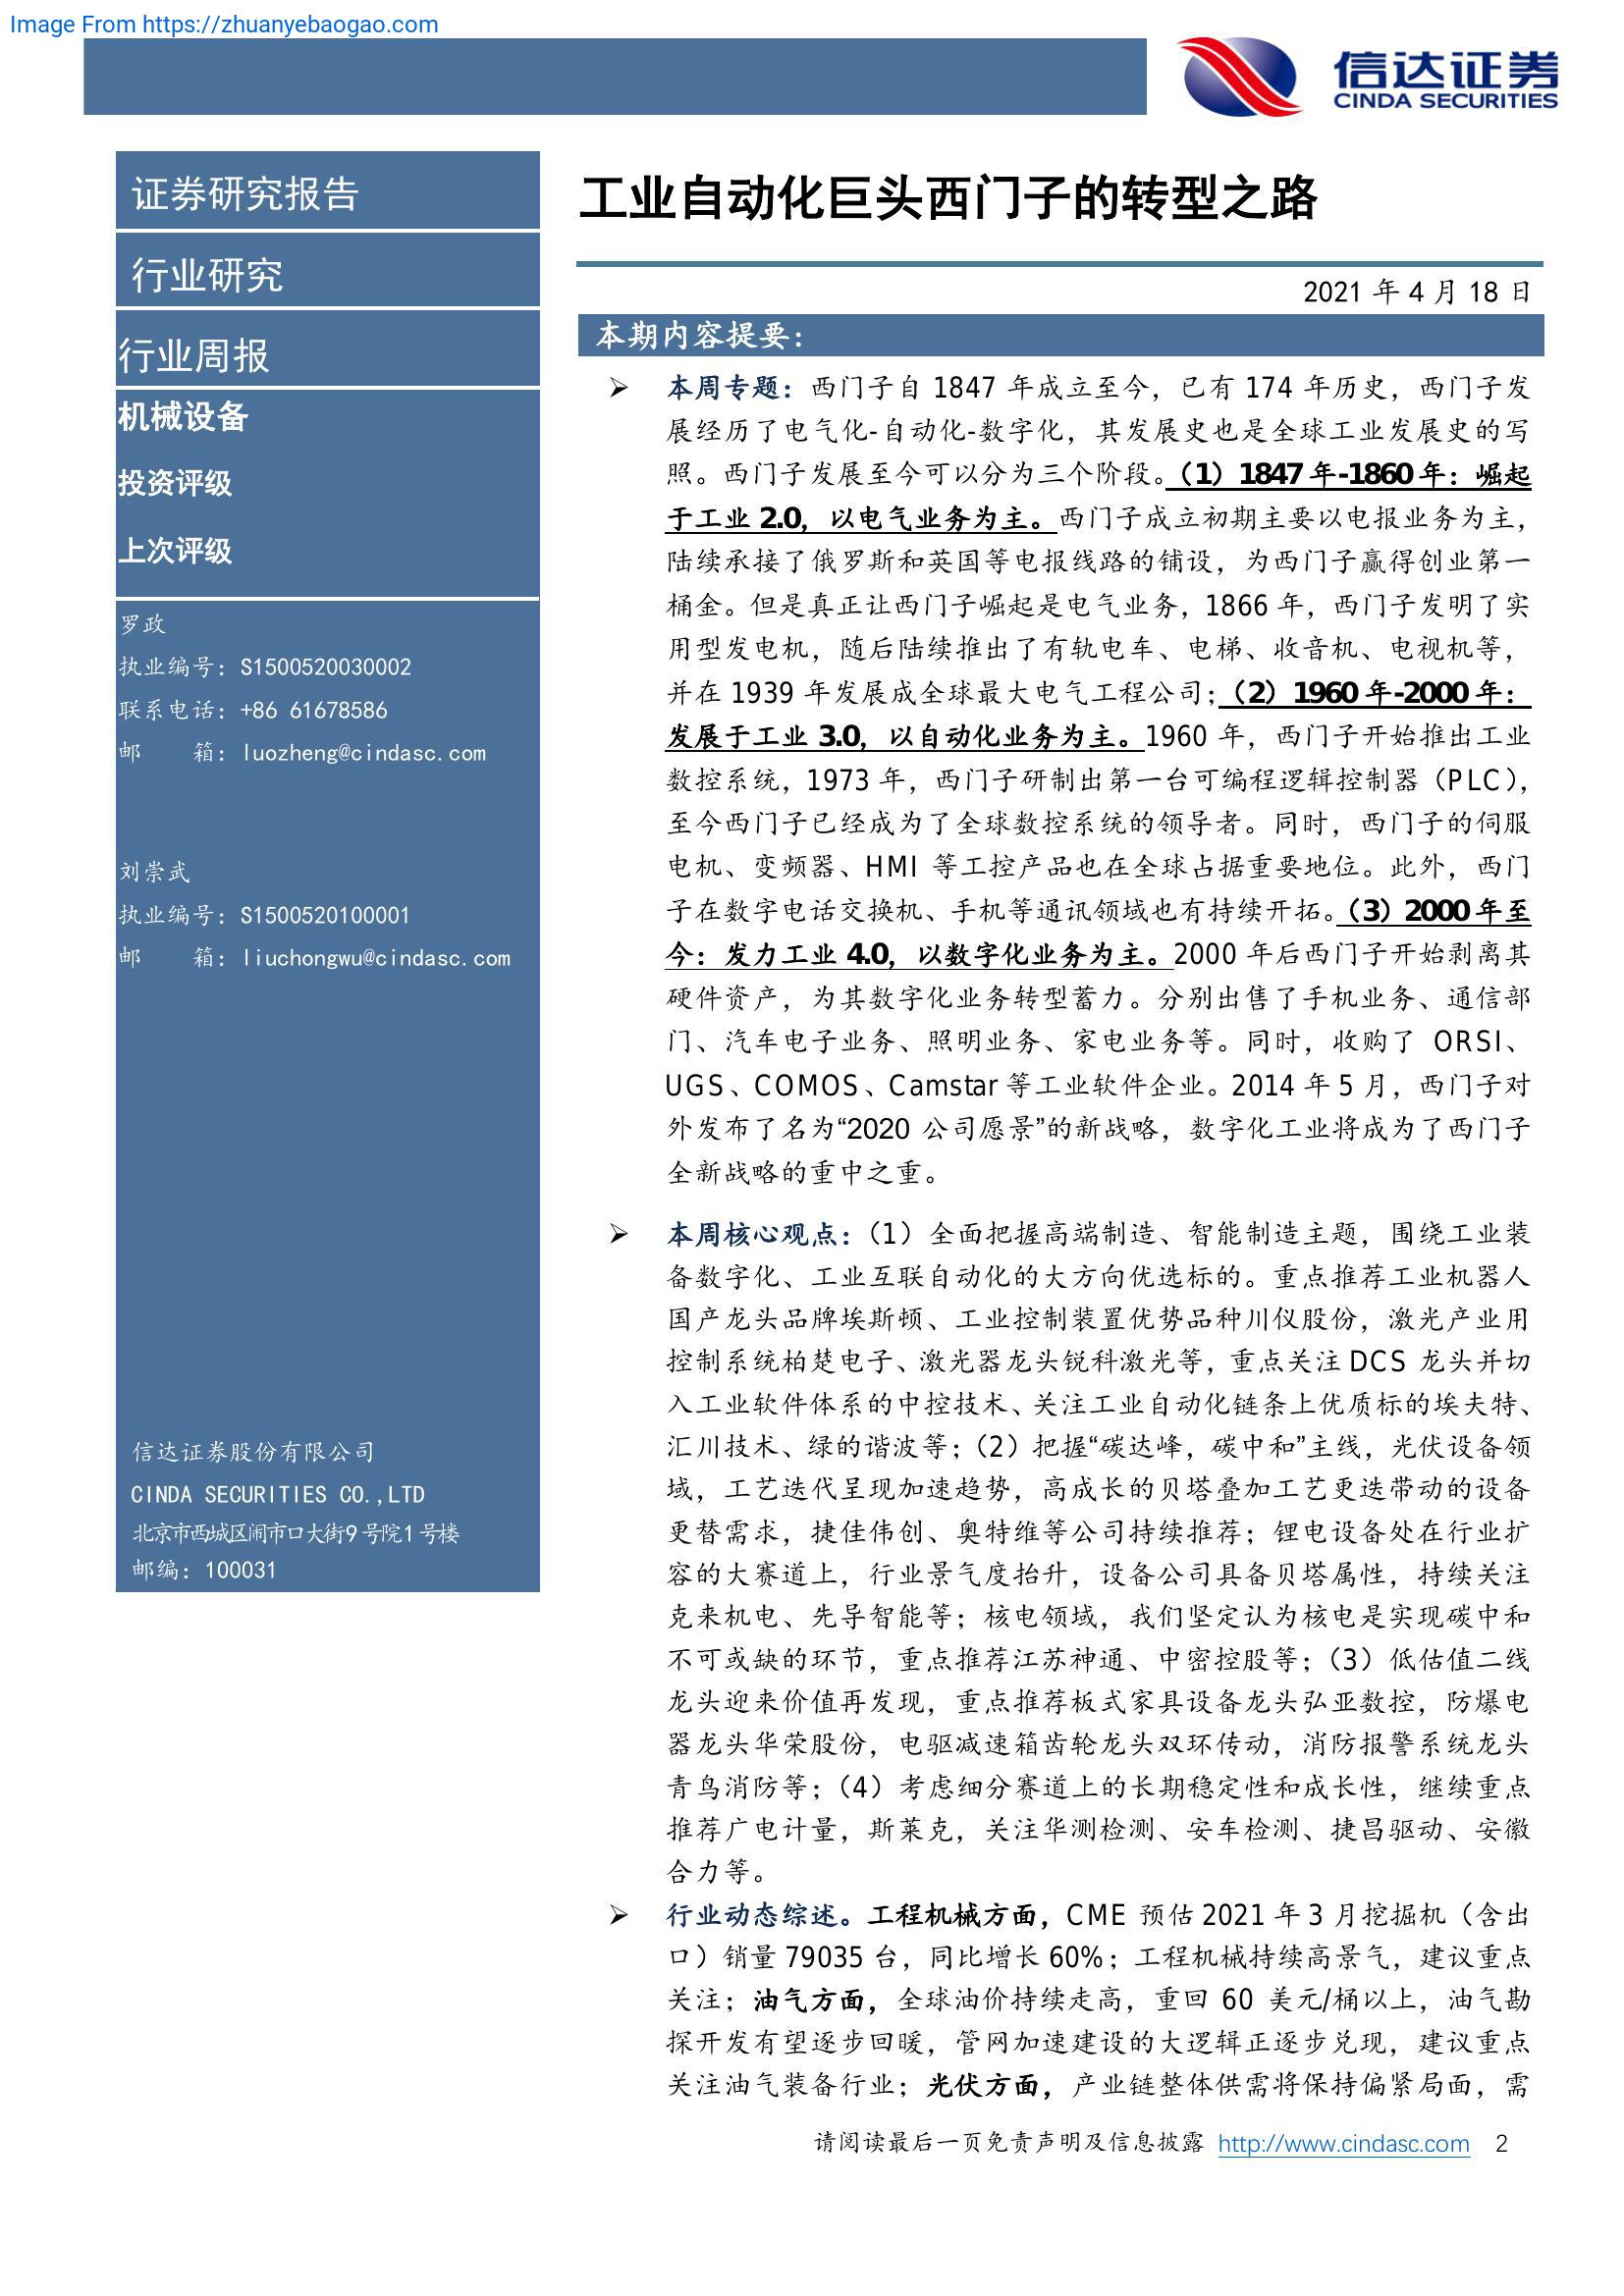 Image From https://zhuanyebaogao.com
信达证券
CINDA SECURITIES
证券研究报告
行业研究
行业周报
机械设备
投资评级
上次评级
罗政
执业编号：S1500520030002
联系电话：+86 61678586
邮 箱：luozheng@cindasc.com
刘崇武
执业编号：S1500520100001
邮 箱：liuchongwu@cindasc.com
信达证券股份有限公司
CINDA SECURITIES CO.,LTD
北京市西城区闹市口大街9号院1号楼
邮编：100031
工业自动化巨头西门子的转型之路
2021 年 4 月 18 日
本期内容提要：
➢ 本周专题：西门子自 1847 年成立至今，已有 174 年历史，西门子发
展经历了电气化-自动化-数字化，其发展史也是全球工业发展史的写
照。西门子发展至今可以分为三个阶段。（1）1847 年-1860 年：崛起
于工业 2.0，以电气业务为主。西门子成立初期主要以电报业务为主，
陆续承接了俄罗斯和英国等电报线路的铺设，为西门子赢得创业第一
桶金。但是真正让西门子崛起是电气业务，1866 年，西门子发明了实
用型发电机，随后陆续推出了有轨电车、电梯、收音机、电视机等，
并在 1939 年发展成全球最大电气工程公司；（2）1960 年-2000 年：
发展于工业 3.0，以自动化业务为主。1960 年，西门子开始推出工业
数控系统，1973 年，西门子研制出第一台可编程逻辑控制器（PLC），
至今西门子已经成为了全球数控系统的领导者。同时，西门子的伺服
电机、变频器、HMI 等工控产品也在全球占据重要地位。此外，西门
子在数字电话交换机、手机等通讯领域也有持续开拓。（3）2000 年至
今：发力工业 4.0，以数字化业务为主。2000 年后西门子开始剥离其
硬件资产，为其数字化业务转型蓄力。分别出售了手机业务、通信部
门、汽车电子业务、照明业务、家电业务等。同时，收购了 ORSI、
UGS、COMOS、Camstar 等工业软件企业。2014 年 5 月，西门子对
外发布了名为“2020 公司愿景”的新战略，数字化工业将成为了西门子
全新战略的重中之重。
➢ 本周核心观点：（1）全面把握高端制造、智能制造主题，围绕工业装
备数字化、工业互联自动化的大方向优选标的。重点推荐工业机器人
国产龙头品牌埃斯顿、工业控制装置优势品种川仪股份，激光产业用
控制系统柏楚电子、激光器龙头锐科激光等，重点关注 DCS 龙头并切
入工业软件体系的中控技术、关注工业自动化链条上优质标的埃夫特、
汇川技术、绿的谐波等；（2）把握“碳达峰，碳中和”主线，光伏设备领
域，工艺迭代呈现加速趋势，高成长的贝塔叠加工艺更迭带动的设备
更替需求，捷佳伟创、奥特维等公司持续推荐；锂电设备处在行业扩
容的大赛道上，行业景气度抬升，设备公司具备贝塔属性，持续关注
克来机电、先导智能等；核电领域，我们坚定认为核电是实现碳中和
不可或缺的环节，重点推荐江苏神通、中密控股等；（3）低估值二线
龙头迎来价值再发现，重点推荐板式家具设备龙头弘亚数控，防爆电
器龙头华荣股份，电驱减速箱齿轮龙头双环传动，消防报警系统龙头
青鸟消防等；（4）考虑细分赛道上的长期稳定性和成长性，继续重点
推荐广电计量，斯莱克，关注华测检测、安车检测、捷昌驱动、安徽
合力等。
➢ 行业动态综述。工程机械方面，CME 预估 2021 年 3 月挖掘机（含出
口）销量 79035 台，同比增长 60%；工程机械持续高景气，建议重点
关注；油气方面，全球油价持续走高，重回 60 美元/桶以上，油气勘
探开发有望逐步回暖，管网加速建设的大逻辑正逐步兑现，建议重点
关注油气装备行业；光伏方面，产业链整体供需将保持偏紧局面，需
请阅读最后一页免责声明及信息披露 http://www.cindasc.com 2